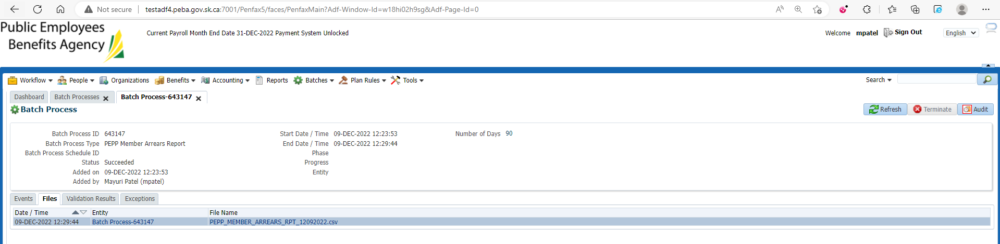 Not secure testadf4.peba.gov.sk.ca:7001/Penfax5/faces/PenfaxMain?Adf-Window-Id=w18hi02h9sg&Adf-Page-Id=0
Public Employees
Benefits Agency
Current Payroll Month End Date 31-DEC-2022 Payment System Unlocked
Welcome mpatel Sign Out English
Workflow People Organizations Benefits Accounting Reports Batches Plan Rules Tools Search
Dashboard Batch Processes Batch Process-643147
Batch Process Refresh Terminate Audit
Batch Process ID 643147 Start Date / Time 09-DEC-2022 12:23:53 Number of Days 90
Batch Process Type PEPP Member Arrears Report End Date / Time 09-DEC-2022 12:29:44
Batch Process Schedule ID Phase
Status Succeeded Progress
Added on 09-DEC-2022 12:23:53 Entity
Added by Mayuri Patel (mpatel)
Events Files Validation Results Exceptions
Date / Time Entity File Name
09-DEC-2022 12:29:44 Batch Process-643147 PEPP_MEMBER_ARREARS_RPT_12092022.csv